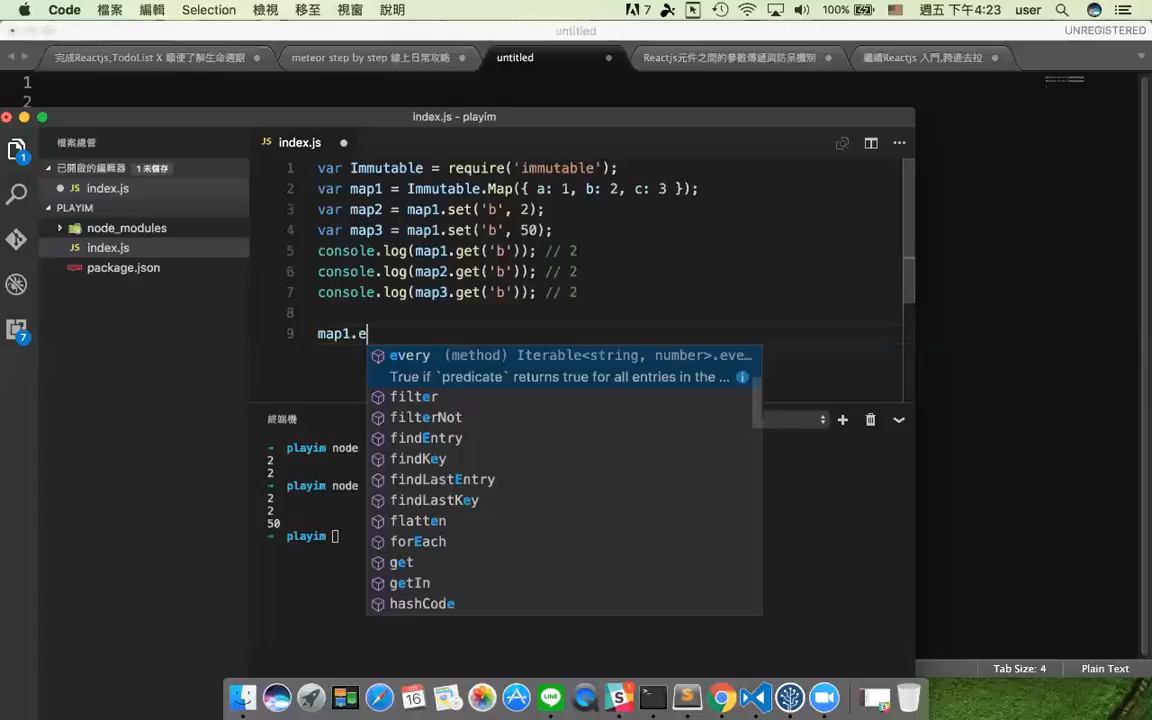 Code 檔案 編輯 Selection 檢視 移至 視窗 說明 7 100% 週五 下午4:23 user
untitled UNREGISTERED
完成Reactjs,TodoList X 順便了解生命週期 meteor step by step 線上日常攻略 untitled Reactjs元件之間的參數傳遞與防呆機制 繼續Reactjs 入門,跨進去拉
1
2
index.js - playim
檔案總管
已開啟的編輯器 1 未儲存
JS index.js
PLAYIM
node_modules
JS index.js
package.json
1
7
JS index.js
1 var Immutable = require('immutable');
2 var map1 = Immutable.Map({ a: 1, b: 2, c: 3 });
3 var map2 = map1.set('b', 2);
4 var map3 = map1.set('b', 50);
5 console.log(map1.get('b')); // 2
6 console.log(map2.get('b')); // 2
7 console.log(map3.get('b')); // 2
8
9 map1.e
every (method) Iterable<string, number>.eve…
True if `predicate` returns true for all entries in the ...
filter
filterNot
findEntry
findKey
findLastEntry
findLastKey
flatten
forEach
get
getIn
hashCode
終端機
→ playim node
2
2
→ playim node
2
2
50
→ playim
Tab Size: 4 Plain Text
16
LINE